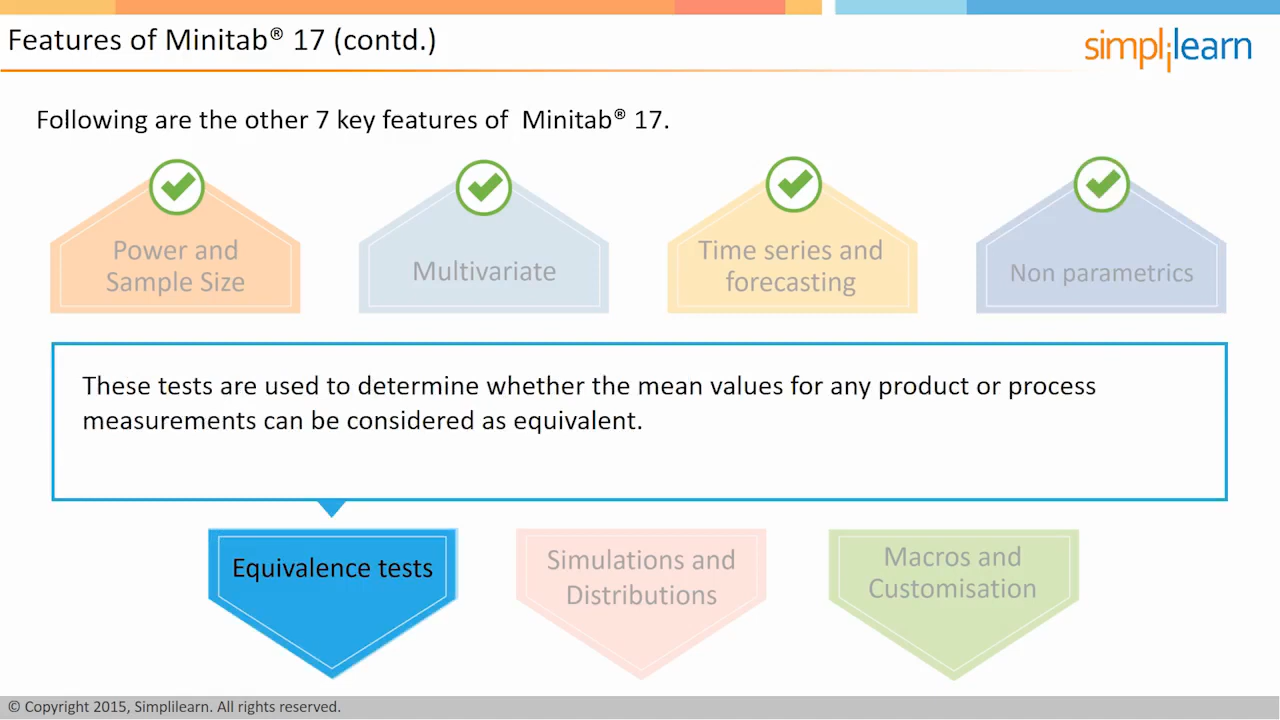 Features of Minitab® 17 (contd.)
simplilearn
Following are the other 7 key features of Minitab® 17.
Power and
Sample Size
Multivariate
Time series and
forecasting
Non parametrics
These tests are used to determine whether the mean values for any product or process
measurements can be considered as equivalent.
Equivalence tests
Simulations and
Distributions
Macros and
Customisation
© Copyright 2015, Simplilearn. All rights reserved.